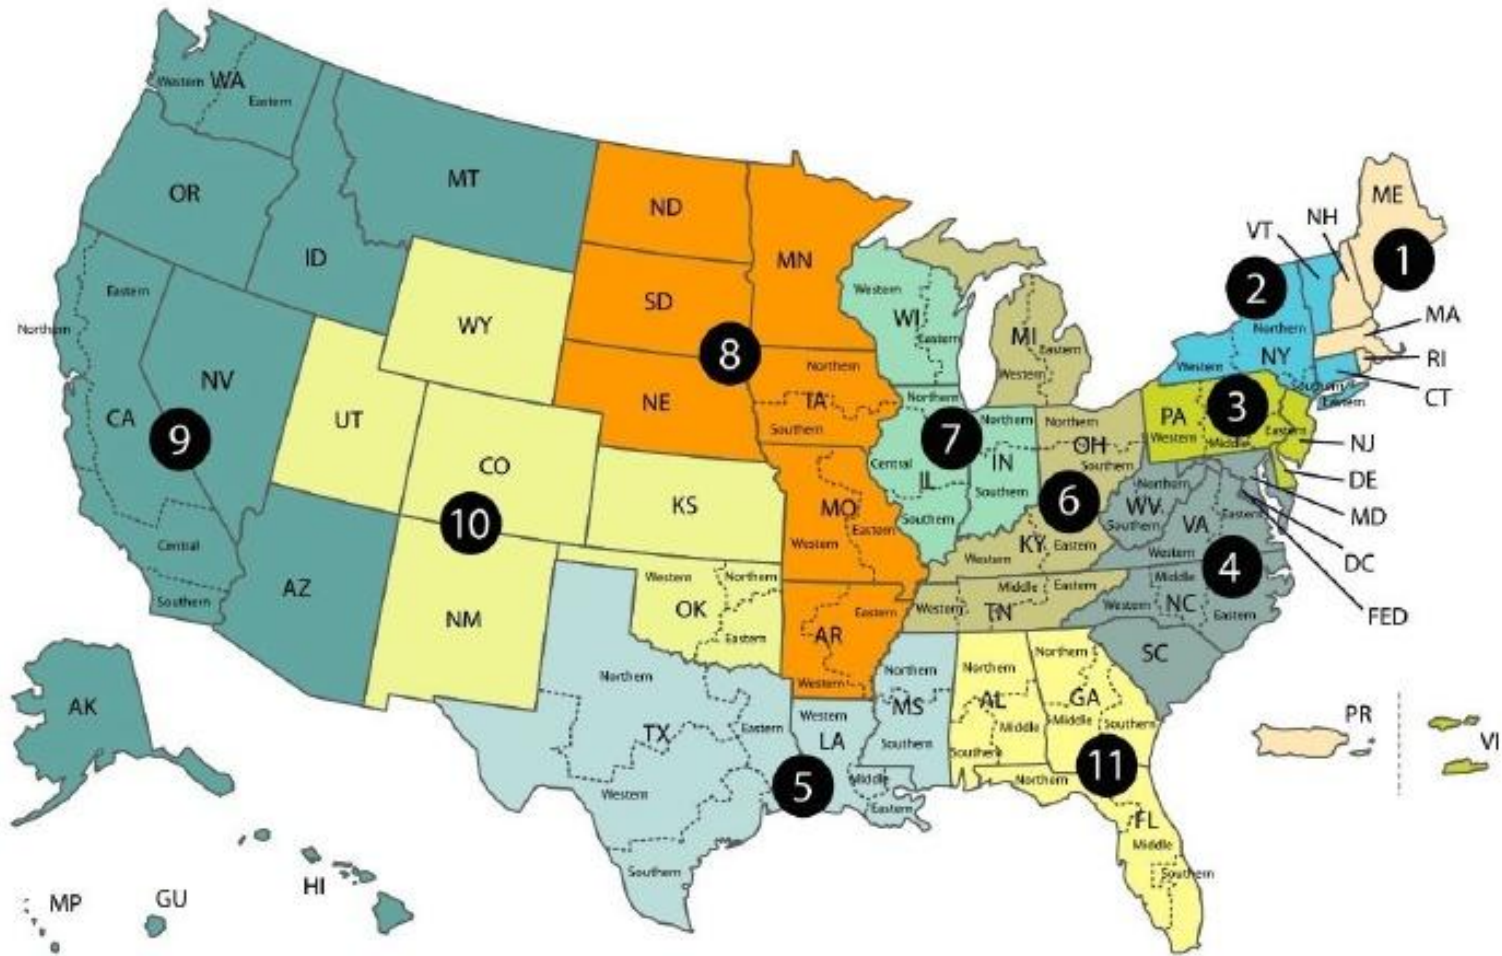 WA
Western
Eastern
OR
MT
ID
ND
MN
SD
WY
Northern
Eastern
CA
NV
9
UT
CO
10
NE
8
KS
Central
Southern
AZ
NM
Northern
IA
Southern
MO
Eastern
Western
Western
Northern
OK
Eastern
Eastern
AR
Western
Northern
TX
Eastern
Western
Southern
Western
LA
Middle
Eastern
5
Northern
MS
Southern
Western
WI
Eastern
Northern
7
Central
IL
Southern
Northern
IN
Southern
MI
Eastern
Western
Northern
OH
Southern
6
KY
Western
Eastern
Middle
Eastern
Western
TN
Northern
AL
Middle
Southern
Northern
GA
Middle
Southern
11
Northern
FL
Middle
Southern
ME
NH
VT
1
2
MA
RI
CT
Northern
NY
Western
Southern
Eastern
PA
3
Western
Middle
Eastern
NJ
DE
MD
DC
FED
Northern
WV
Southern
VA
Eastern
Western
4
Middle
NC
Western
Eastern
SC
PR
VI
AK
HI
GU
MP